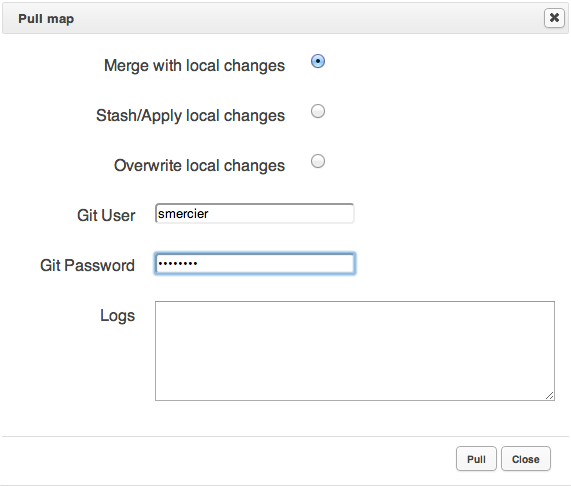 Pull map
Merge with local changes
Stash/Apply local changes
Overwrite local changes
Git User smercier
Git Password ••••••••
Logs
Pull Close